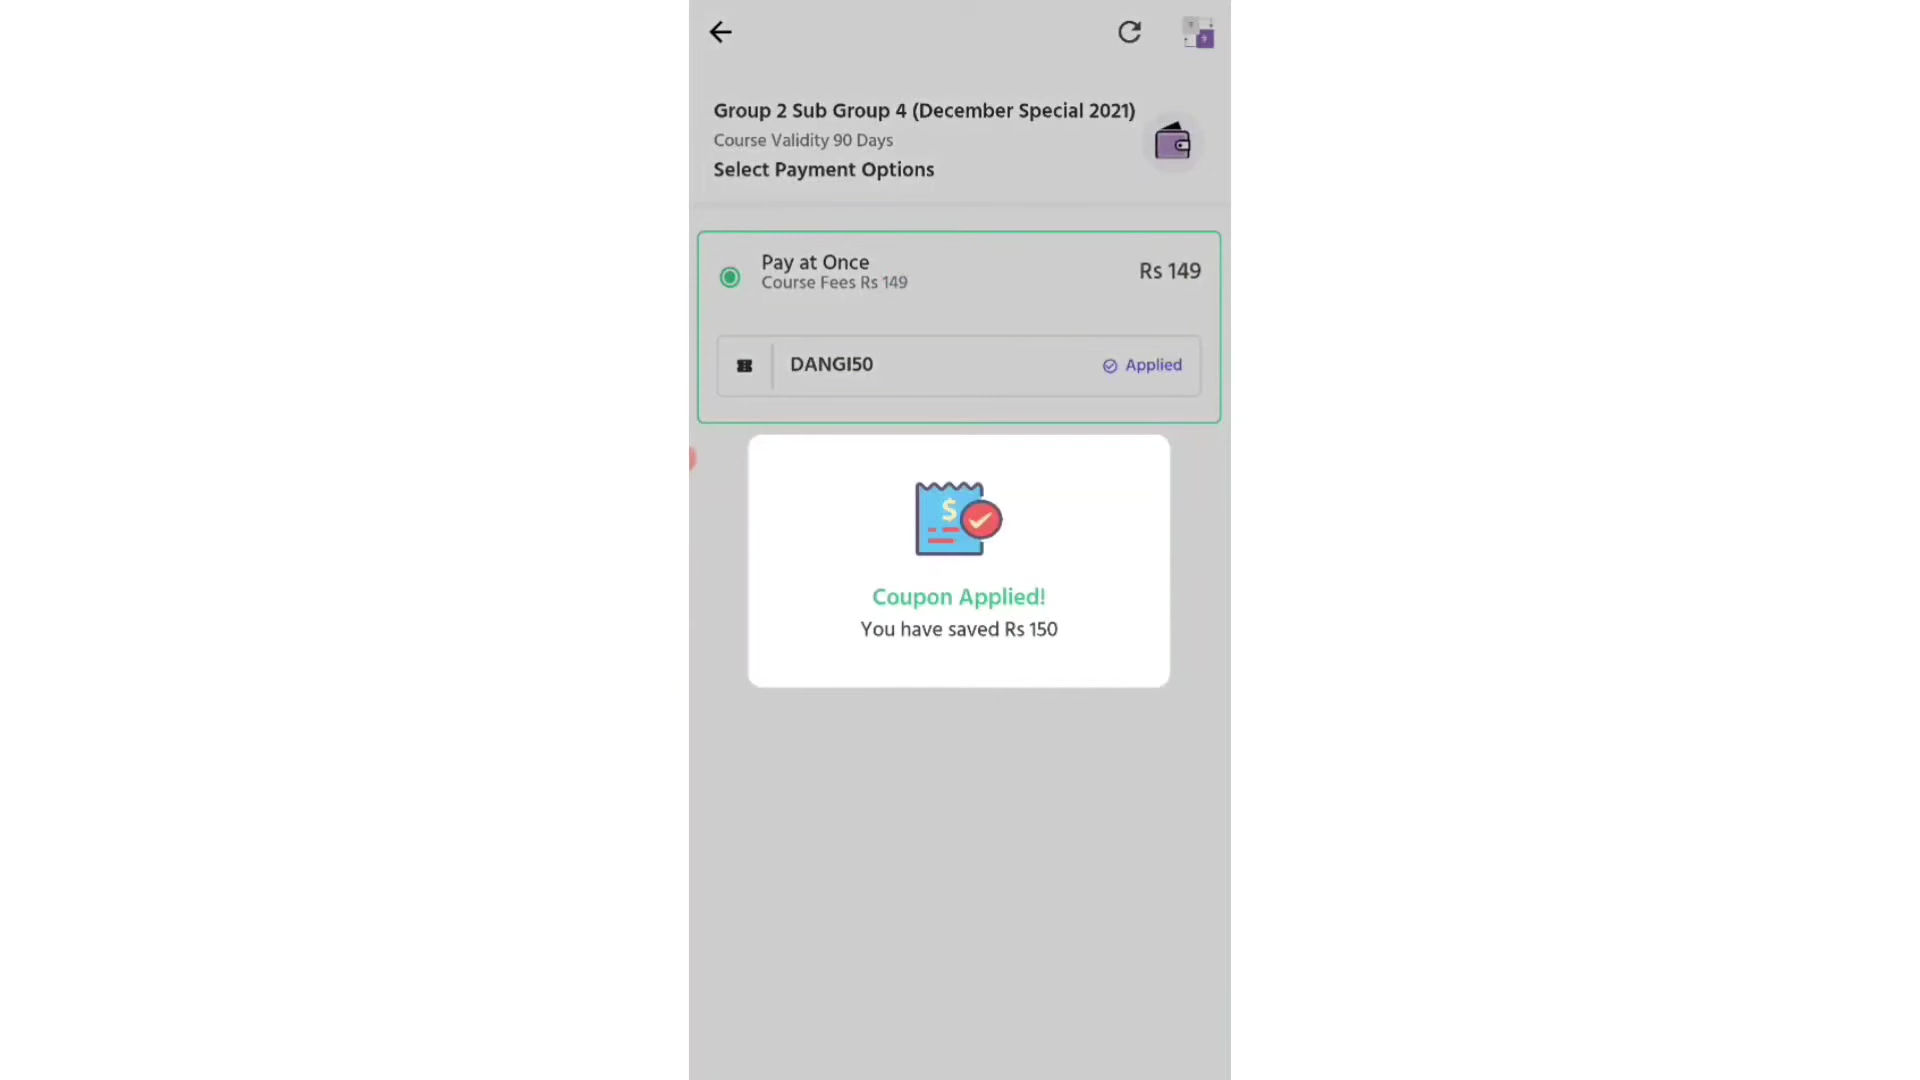 Group 2 Sub Group 4 (December Special 2021)
Course Validity 90 Days
Select Payment Options
Pay at Once
Rs 149
Course Fees Rs 149
DANGI50
Applied
$
Coupon Applied!
You have saved Rs 150